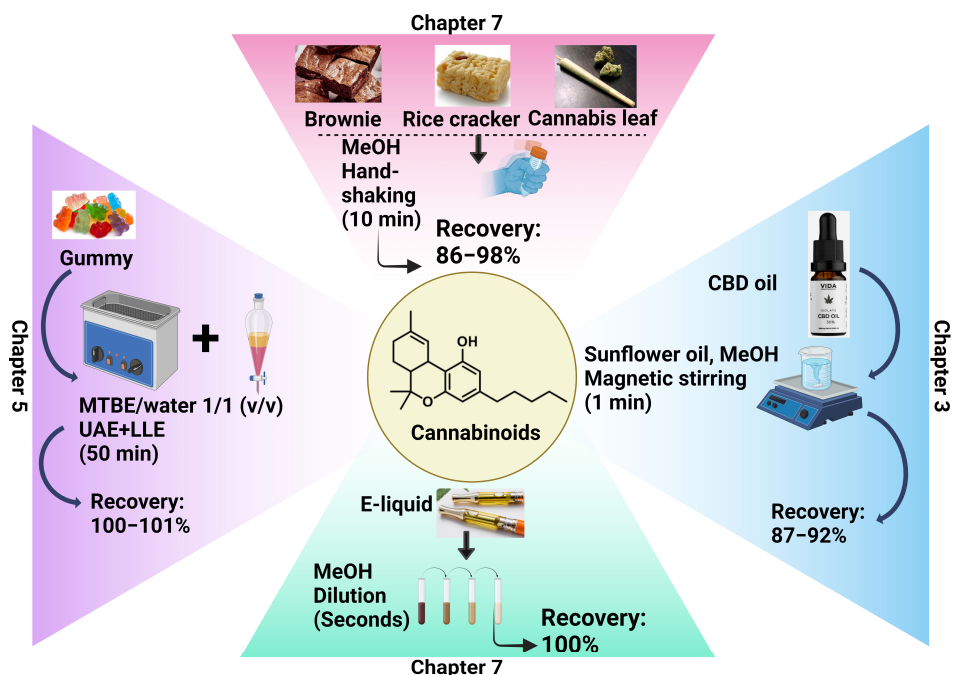 Chapter 7
Brownie
Rice cracker
Cannabis leaf
MeOH
Hand-
shaking
(10 min)
Recovery:
86–98%
Chapter 5
Gummy
+
MTBE/water 1/1 (v/v)
UAE+LLE
(50 min)
Recovery:
100–101%
OH
O
Cannabinoids
Chapter 3
CBD oil
VIDA
CBD OIL
Sunflower oil, MeOH
Magnetic stirring
(1 min)
Recovery:
87–92%
E-liquid
MeOH
Dilution
(Seconds)
Recovery:
100%
Chapter 7